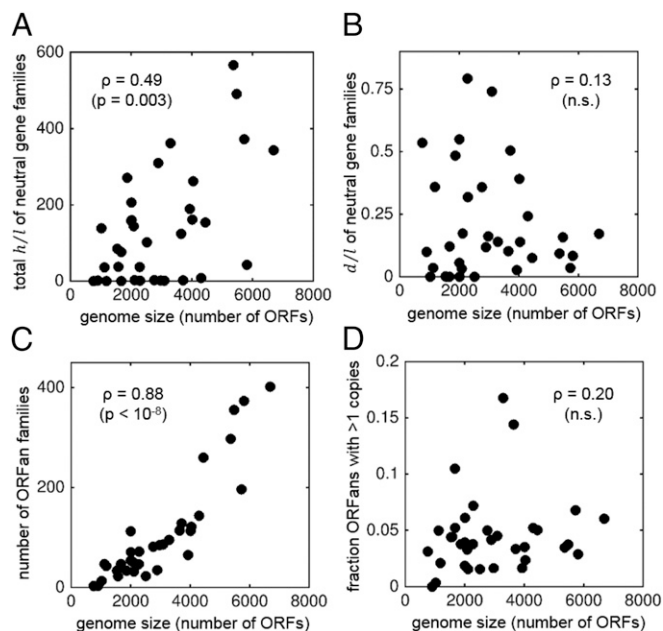 A
total h/l of neutral gene families
600
400
200
0
ρ = 0.49
(p = 0.003)
0 2000 4000 6000 8000
genome size (number of ORFs)
B
d/l of neutral gene families
0.75
0.5
0.25
0
ρ = 0.13
(n.s.)
0 2000 4000 6000 8000
genome size (number of ORFs)
C
number of ORFan families
400
200
0
ρ = 0.88
(p < 10⁻⁸)
0 2000 4000 6000 8000
genome size (number of ORFs)
D
fraction ORFans with >1 copies
0.2
0.15
0.1
0.05
0
ρ = 0.20
(n.s.)
0 2000 4000 6000 8000
genome size (number of ORFs)